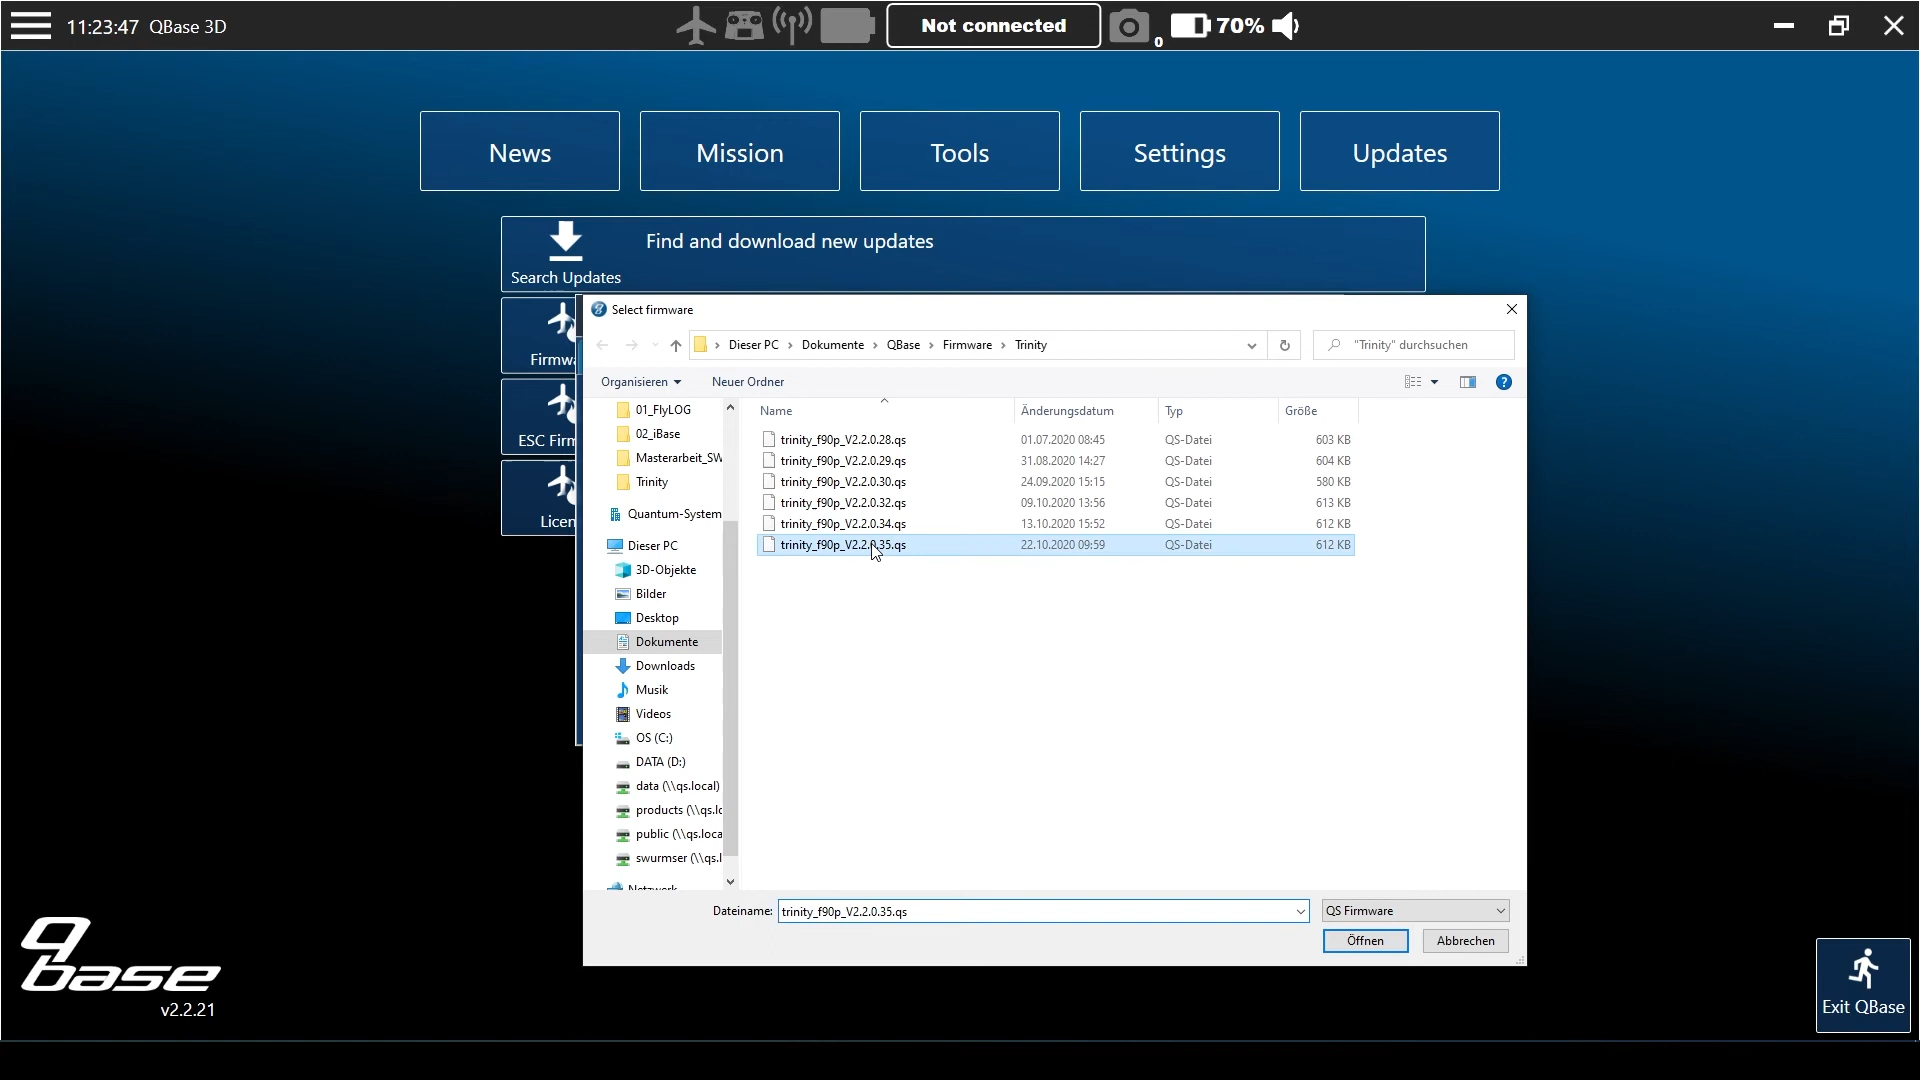 11:23:47 QBase 3D
Not connected
0
70%
News
Mission
Tools
Settings
Updates
Search Updates
Find and download new updates
Firmwa
ESC Firm
Licen
Select firmware
Dieser PC > Dokumente > QBase > Firmware > Trinity
"Trinity" durchsuchen
Organisieren
Neuer Ordner
?
01_FlyLOG
02_iBase
Masterarbeit_SW
Trinity
Quantum-System
Dieser PC
3D-Objekte
Bilder
Desktop
Dokumente
Downloads
Musik
Videos
OS (C:)
DATA (D:)
data (\\qs.local)
products (\\qs.lc
public (\\qs.loca
swurmser (\\qs.l
Netzwerk
Name Änderungsdatum Typ Größe
trinity_f90p_V2.2.0.28.qs 01.07.2020 08:45 QS-Datei 603 KB
trinity_f90p_V2.2.0.29.qs 31.08.2020 14:27 QS-Datei 604 KB
trinity_f90p_V2.2.0.30.qs 24.09.2020 15:15 QS-Datei 580 KB
trinity_f90p_V2.2.0.32.qs 09.10.2020 13:56 QS-Datei 613 KB
trinity_f90p_V2.2.0.34.qs 13.10.2020 15:52 QS-Datei 612 KB
trinity_f90p_V2.2.0.35.qs 22.10.2020 09:59 QS-Datei 612 KB
Dateiname: trinity_f90p_V2.2.0.35.qs
QS Firmware
Öffnen
Abbrechen
qbase
v2.2.21
Exit QBase